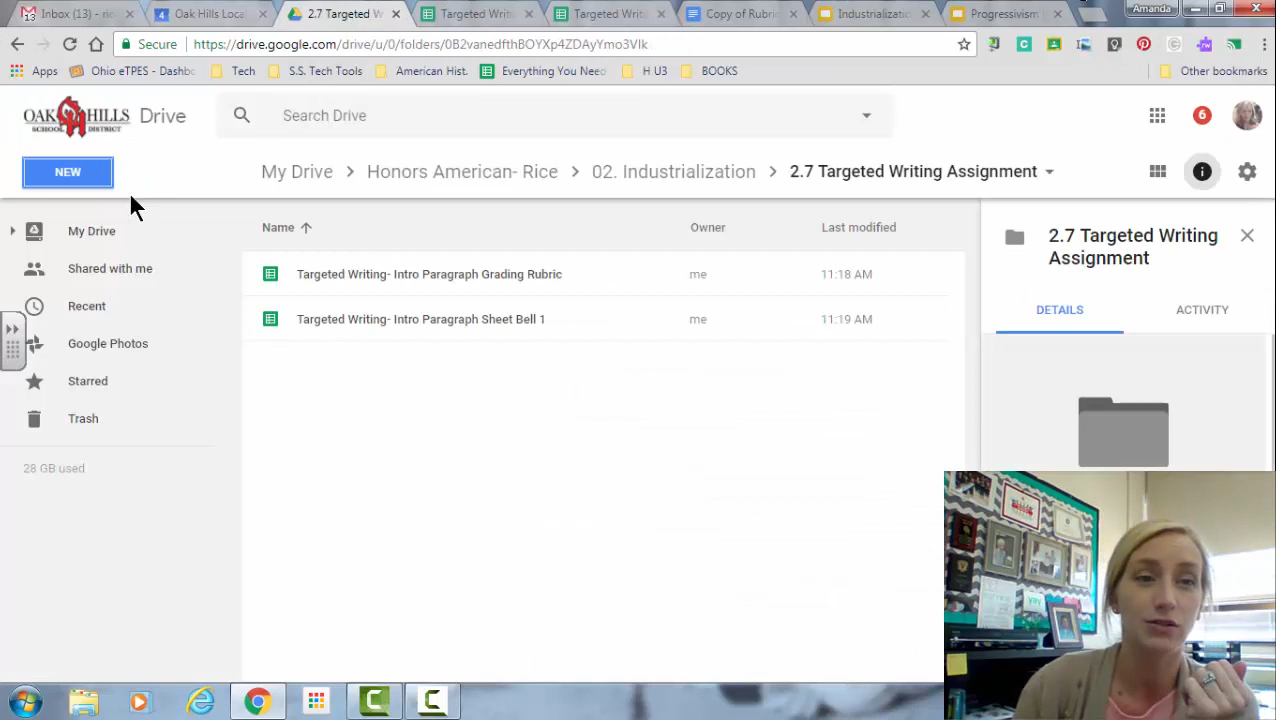 Inbox (13) - ric
Oak Hills Loca
2.7 Targeted W
Targeted Writ
Targeted Writ
Copy of Rubri
Industrializati
Progressivism
Amanda
Secure
https://drive.google.com/drive/u/0/folders/0B2vanedfthBOYXp4ZDAyYmo3Vlk
Apps
Ohio eTPES - Dashbo
Tech
S.S. Tech Tools
American Hist.
Everything You Need
H U3
BOOKS
Other bookmarks
OAK HILLS
SCHOOL DISTRICT
Drive
Search Drive
6
NEW
My Drive > Honors American- Rice > 02. Industrialization > 2.7 Targeted Writing Assignment
My Drive
Shared with me
Recent
Google Photos
Starred
Trash
28 GB used
Name
Owner
Last modified
Targeted Writing- Intro Paragraph Grading Rubric
me
11:18 AM
Targeted Writing- Intro Paragraph Sheet Bell 1
me
11:19 AM
2.7 Targeted Writing
Assignment
DETAILS
ACTIVITY